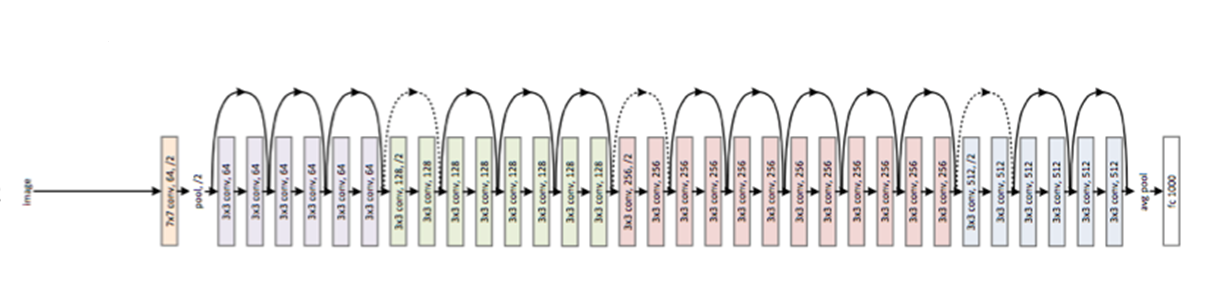 image
7x7 conv, 64, /2
pool, /2
3x3 conv, 64
3x3 conv, 64
3x3 conv, 64
3x3 conv, 64
3x3 conv, 64
3x3 conv, 64
3x3 conv, 128, /2
3x3 conv, 128
3x3 conv, 128
3x3 conv, 128
3x3 conv, 128
3x3 conv, 128
3x3 conv, 128
3x3 conv, 128
3x3 conv, 256, /2
3x3 conv, 256
3x3 conv, 256
3x3 conv, 256
3x3 conv, 256
3x3 conv, 256
3x3 conv, 256
3x3 conv, 256
3x3 conv, 256
3x3 conv, 256
3x3 conv, 256
3x3 conv, 256
3x3 conv, 512, /2
3x3 conv, 512
3x3 conv, 512
3x3 conv, 512
3x3 conv, 512
3x3 conv, 512
avg pool
fc 1000